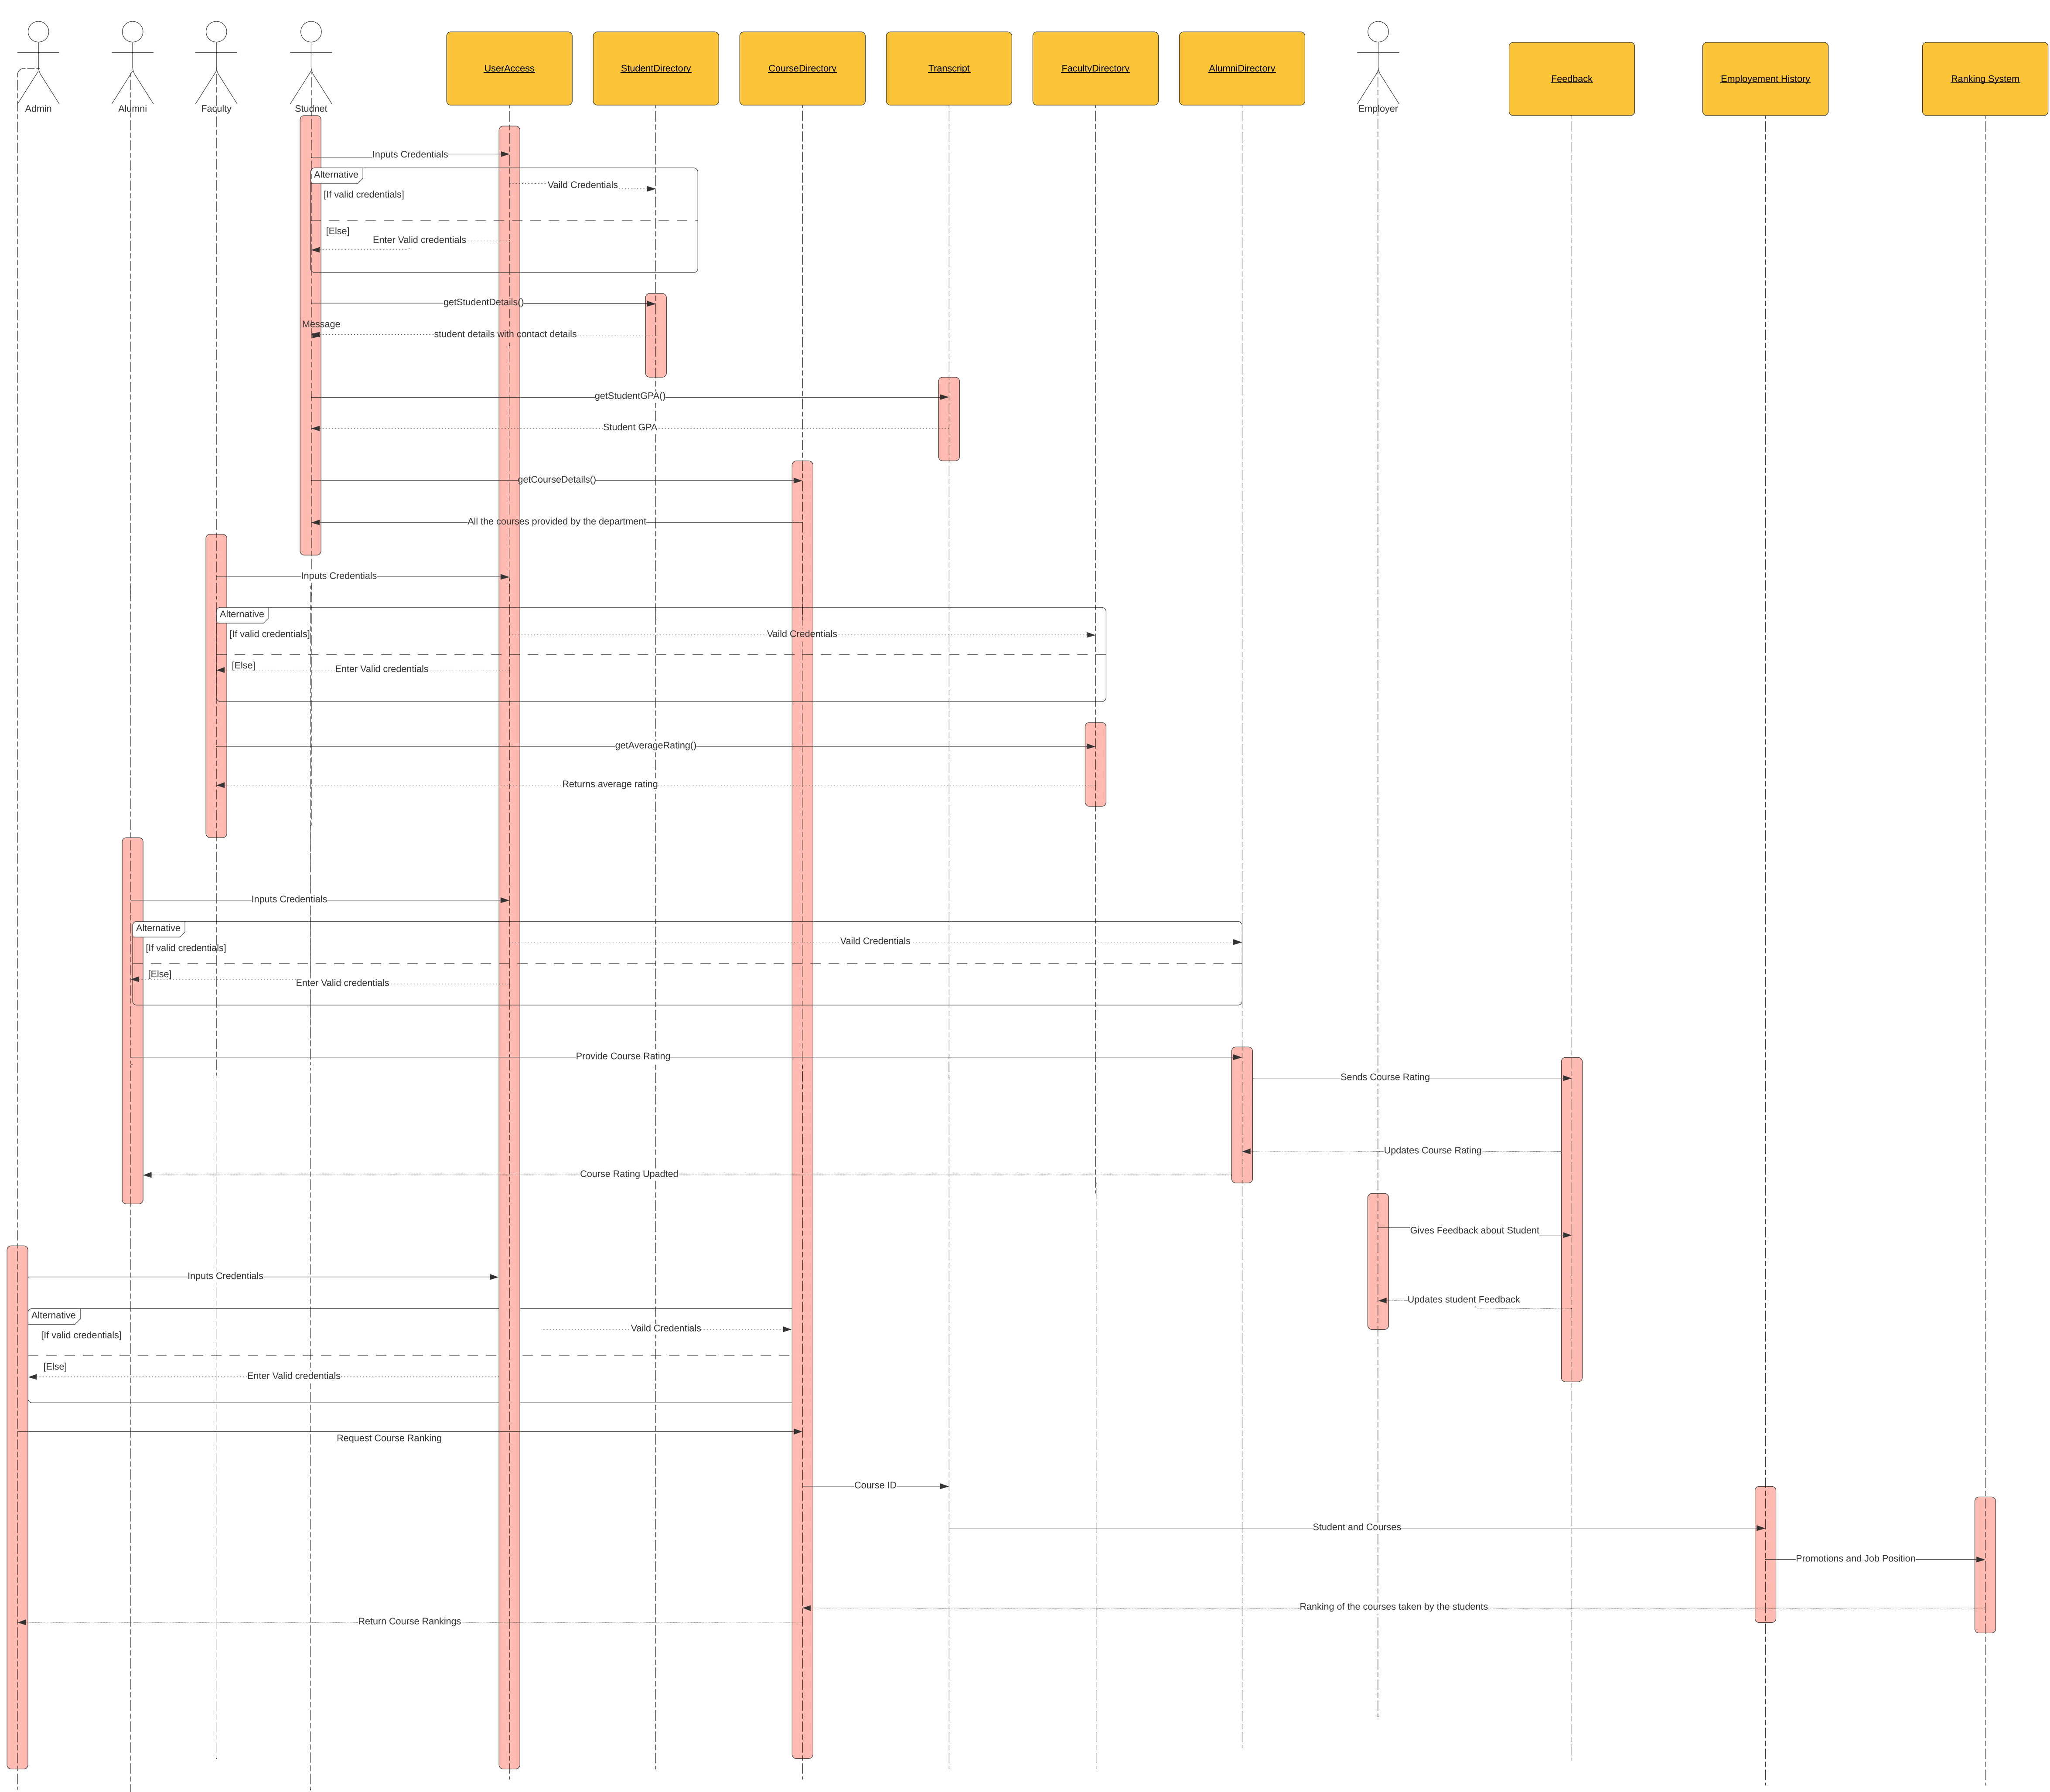 Admin
Alumni
Faculty
Studnet
UserAccess
StudentDirectory
CourseDirectory
Transcript
FacultyDirectory
AlumniDirectory
Employer
Feedback
Employement History
Ranking System
Inputs Credentials
Alternative
Vaild Credentials
[If valid credentials]
[Else]
Enter Valid credentials
getStudentDetails()
Message
student details with contact details
getStudentGPA()
Student GPA
getCourseDetails()
All the courses provided by the department
Inputs Credentials
Alternative
[If valid credentials]
Vaild Credentials
[Else]
Enter Valid credentials
getAverageRating()
Returns average rating
Inputs Credentials
Alternative
Vaild Credentials
[If valid credentials]
[Else]
Enter Valid credentials
Provide Course Rating
Sends Course Rating
Updates Course Rating
Course Rating Upadted
Gives Feedback about Student
Inputs Credentials
Updates student Feedback
Alternative
Vaild Credentials
[If valid credentials]
[Else]
Enter Valid credentials
Request Course Ranking
Course ID
Student and Courses
Promotions and Job Position
Ranking of the courses taken by the students
Return Course Rankings